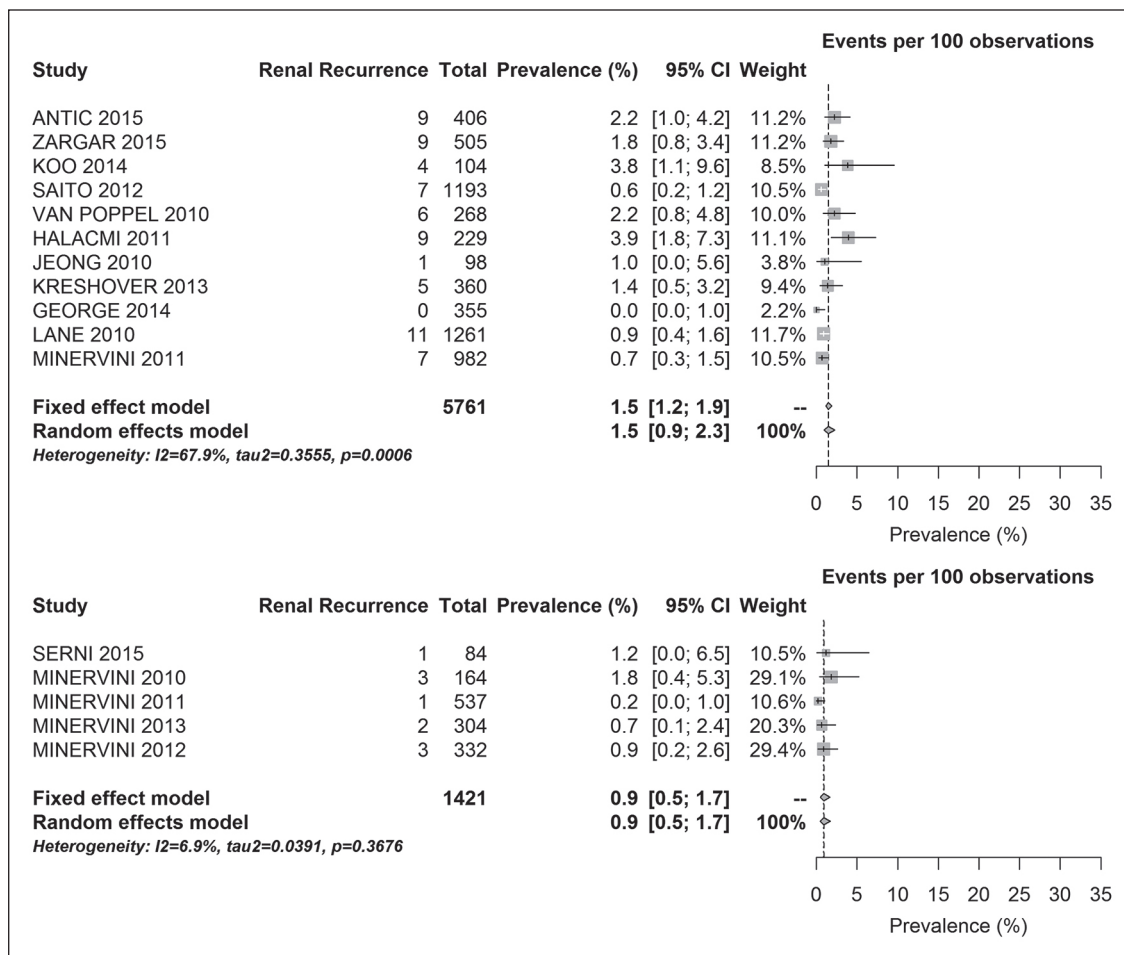 Events per 100 observations
Study Renal Recurrence Total Prevalence (%) 95% CI Weight
ANTIC 2015 9 406 2.2 [1.0; 4.2] 11.2%
ZARGAR 2015 9 505 1.8 [0.8; 3.4] 11.2%
KOO 2014 4 104 3.8 [1.1; 9.6] 8.5%
SAITO 2012 7 1193 0.6 [0.2; 1.2] 10.5%
VAN POPPEL 2010 6 268 2.2 [0.8; 4.8] 10.0%
HALACMI 2011 9 229 3.9 [1.8; 7.3] 11.1%
JEONG 2010 1 98 1.0 [0.0; 5.6] 3.8%
KRESHOVER 2013 5 360 1.4 [0.5; 3.2] 9.4%
GEORGE 2014 0 355 0.0 [0.0; 1.0] 2.2%
LANE 2010 11 1261 0.9 [0.4; 1.6] 11.7%
MINERVINI 2011 7 982 0.7 [0.3; 1.5] 10.5%
Fixed effect model 5761 1.5 [1.2; 1.9] --
Random effects model 1.5 [0.9; 2.3] 100%
Heterogeneity: I2=67.9%, tau2=0.3555, p=0.0006
0 5 10 15 20 25 30 35
Prevalence (%)
Events per 100 observations
Study Renal Recurrence Total Prevalence (%) 95% CI Weight
SERNI 2015 1 84 1.2 [0.0; 6.5] 10.5%
MINERVINI 2010 3 164 1.8 [0.4; 5.3] 29.1%
MINERVINI 2011 1 537 0.2 [0.0; 1.0] 10.6%
MINERVINI 2013 2 304 0.7 [0.1; 2.4] 20.3%
MINERVINI 2012 3 332 0.9 [0.2; 2.6] 29.4%
Fixed effect model 1421 0.9 [0.5; 1.7] --
Random effects model 0.9 [0.5; 1.7] 100%
Heterogeneity: I2=6.9%, tau2=0.0391, p=0.3676
0 5 10 15 20 25 30 35
Prevalence (%)